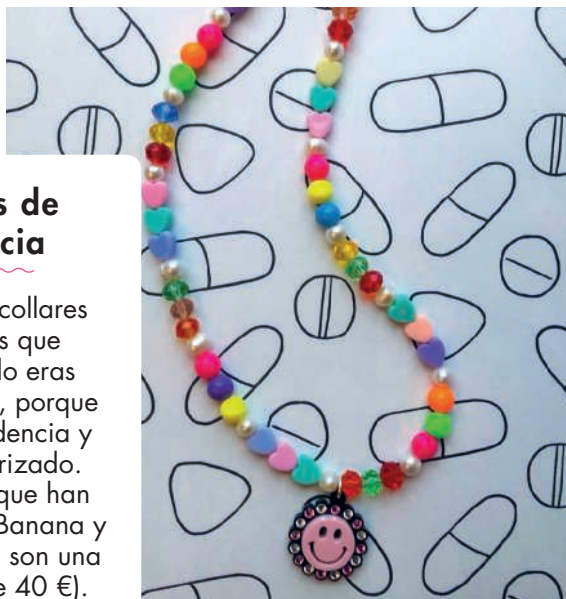 s de
cia
collares
s que
lo eras
, porque
dencia y
rizado.
que han
Banana y
son una
e 40 €).